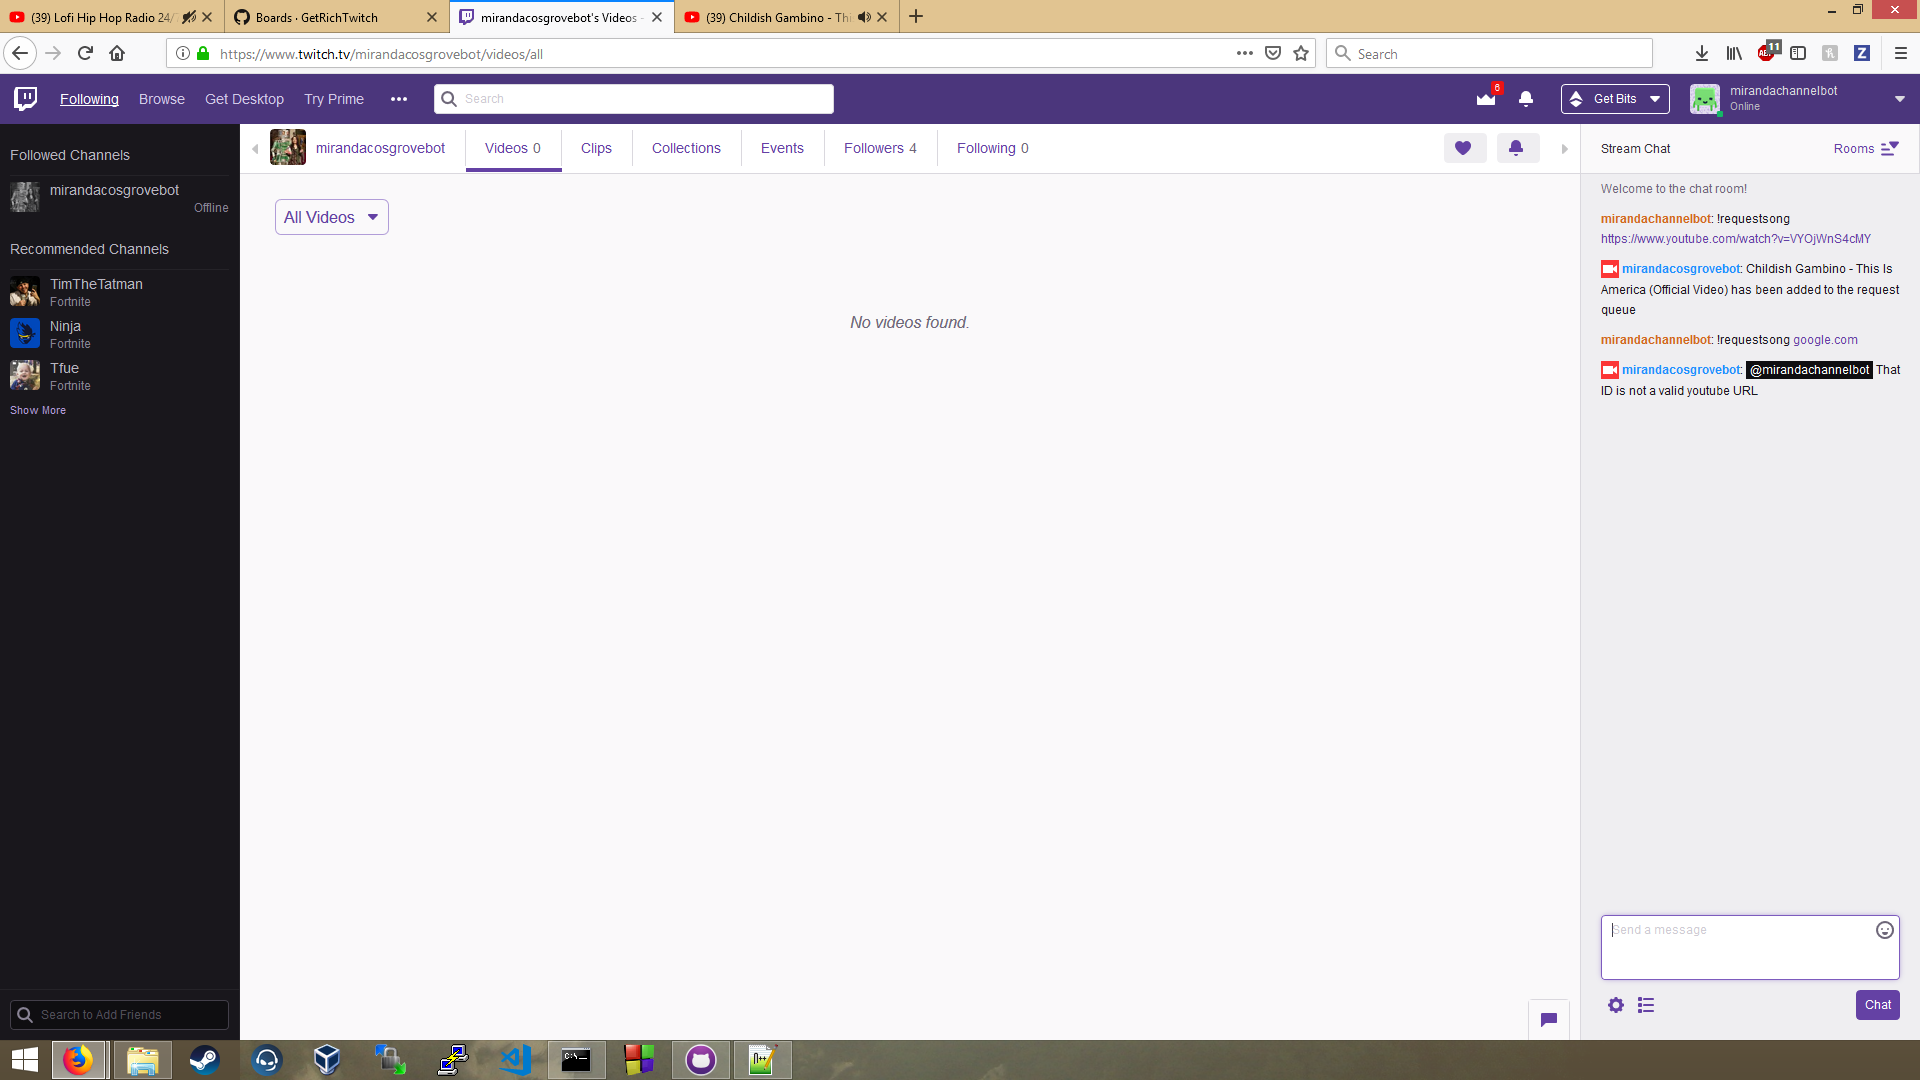 (39) Lofi Hip Hop Radio 24/
Boards · GetRichTwitch
mirandacosgrovebot's Videos -
(39) Childish Gambino - Thi
https://www.twitch.tv/mirandacosgrovebot/videos/all
Search
11
Following
Browse
Get Desktop
Try Prime
Search
6
Get Bits
mirandachannelbot
Online
Followed Channels
mirandacosgrovebot
Offline
Recommended Channels
TimTheTatman
Fortnite
Ninja
Fortnite
Tfue
Fortnite
Show More
Search to Add Friends
mirandacosgrovebot
Videos 0
Clips
Collections
Events
Followers 4
Following 0
All Videos
No videos found.
Stream Chat
Rooms
Welcome to the chat room!
mirandachannelbot: !requestsong
https://www.youtube.com/watch?v=VYOjWnS4cMY
mirandacosgrovebot: Childish Gambino - This Is
America (Official Video) has been added to the request
queue
mirandachannelbot: !requestsong google.com
mirandacosgrovebot: @mirandachannelbot That
ID is not a valid youtube URL
Send a message
Chat